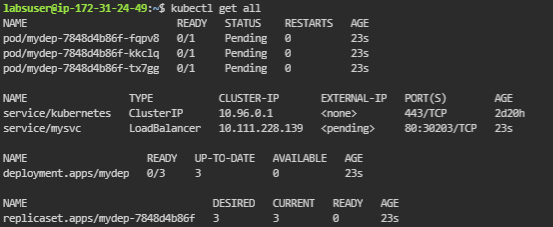 labsuser@ip-172-31-24-49:~$ kubectl get all
NAME READY STATUS RESTARTS AGE
pod/mydep-7848d4b86f-fqpv8 0/1 Pending 0 23s
pod/mydep-7848d4b86f-kkclq 0/1 Pending 0 23s
pod/mydep-7848d4b86f-tx7gg 0/1 Pending 0 23s
NAME TYPE CLUSTER-IP EXTERNAL-IP PORT(S) AGE
service/kubernetes ClusterIP 10.96.0.1 <none> 443/TCP 2d20h
service/mysvc LoadBalancer 10.111.228.139 <pending> 80:30203/TCP 23s
NAME READY UP-TO-DATE AVAILABLE AGE
deployment.apps/mydep 0/3 3 0 23s
NAME DESIRED CURRENT READY AGE
replicaset.apps/mydep-7848d4b86f 3 3 0 23s